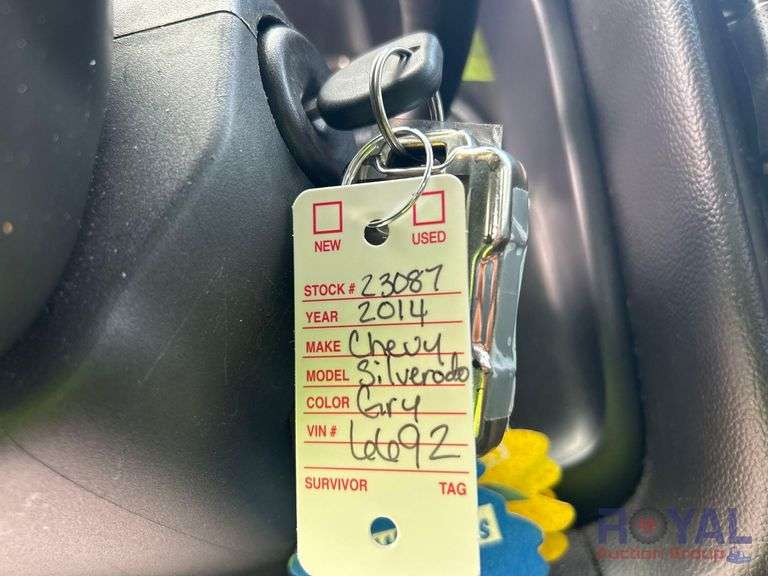 NEW USED
STOCK # 23087
YEAR 2014
MAKE Chevy
MODEL Silverado
COLOR Gry
VIN # 6692
SURVIVOR TAG
S
ROYAL
Auction Group